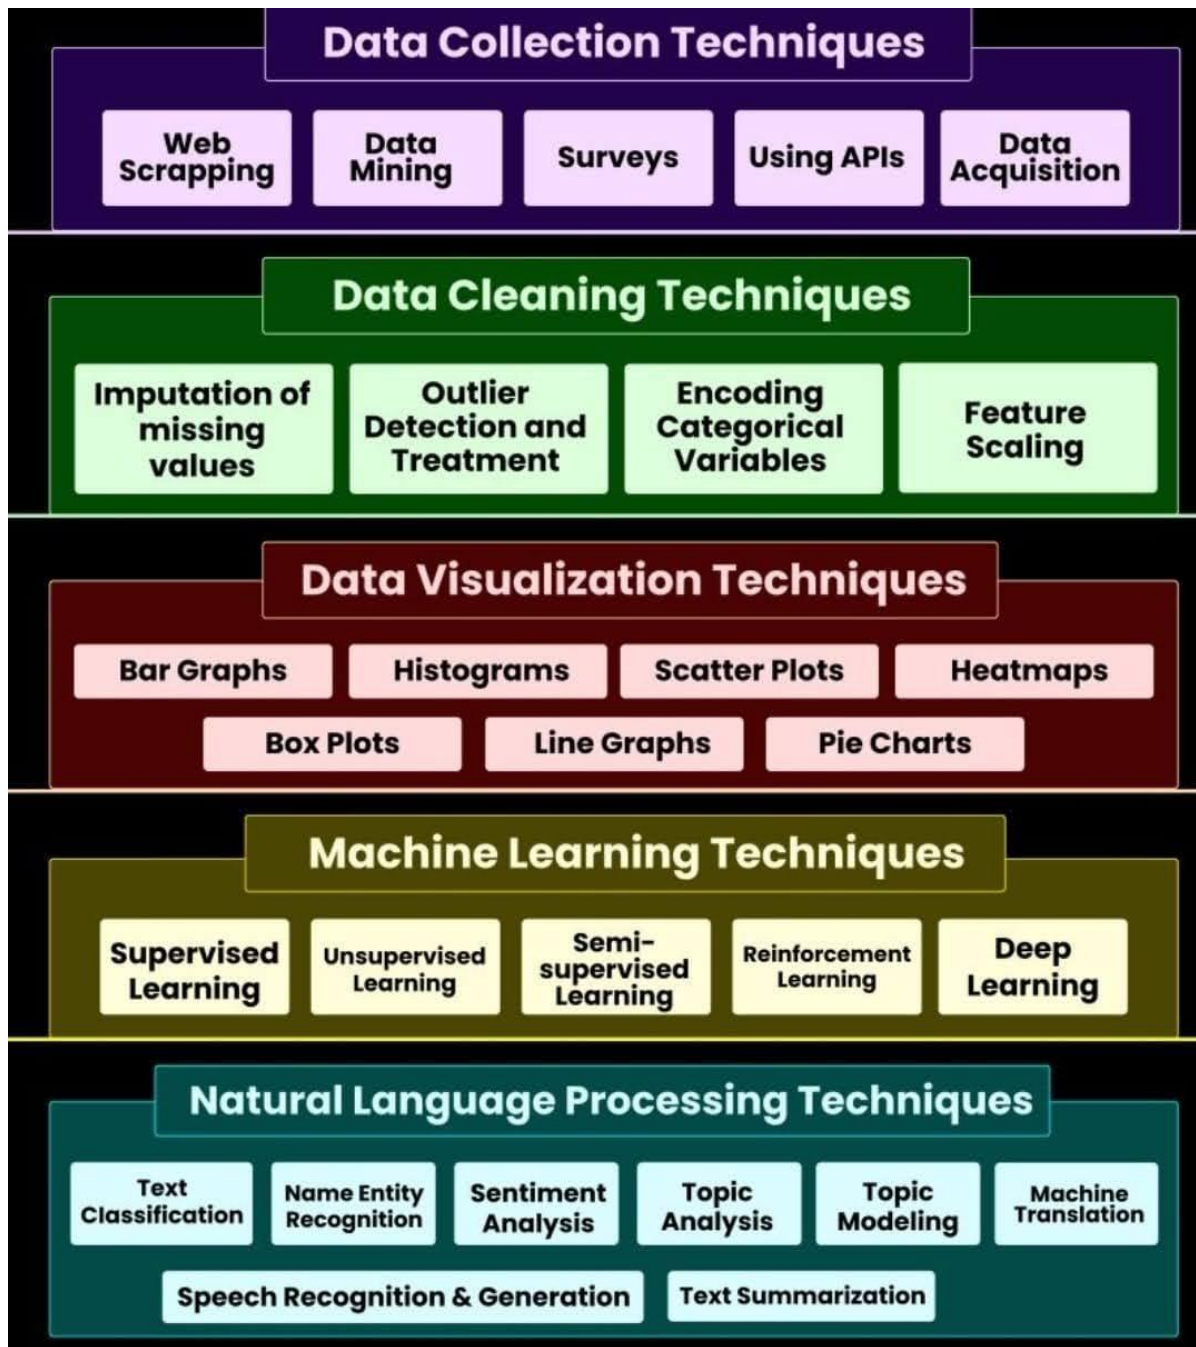 Data Collection Techniques
Web
Scrapping
Data
Mining
Surveys
Using APIs
Data
Acquisition
Data Cleaning Techniques
Imputation of
missing
values
Outlier
Detection and
Treatment
Encoding
Categorical
Variables
Feature
Scaling
Data Visualization Techniques
Bar Graphs
Histograms
Scatter Plots
Heatmaps
Box Plots
Line Graphs
Pie Charts
Machine Learning Techniques
Supervised
Learning
Unsupervised
Learning
Semi-
supervised
Learning
Reinforcement
Learning
Deep
Learning
Natural Language Processing Techniques
Text
Classification
Name Entity
Recognition
Sentiment
Analysis
Topic
Analysis
Topic
Modeling
Machine
Translation
Speech Recognition & Generation
Text Summarization